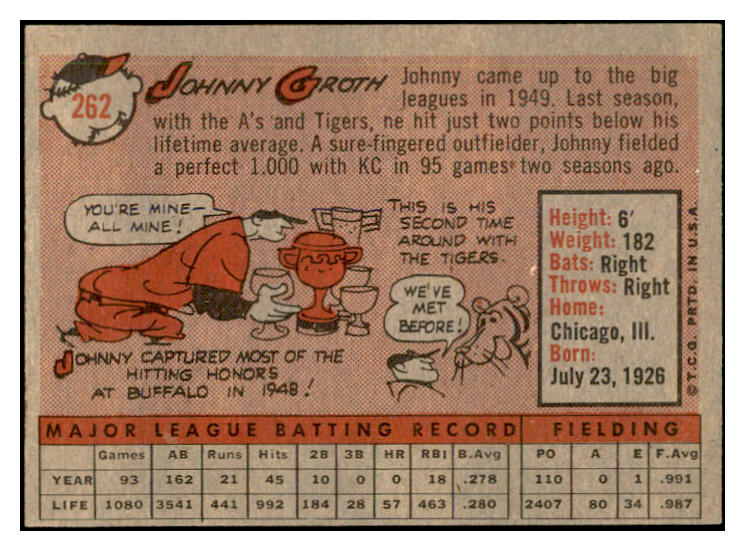 262
JOHNNY GROTH
Johnny came up to the big
leagues in 1949. Last season,
with the A's and Tigers, ne hit just two points below his
lifetime average. A sure-fingered outfielder, Johnny fielded
a perfect 1.000 with KC in 95 games two seasons ago.
YOU'RE MINE—
ALL MINE!
THIS IS HIS
SECOND TIME
AROUND WITH
THE TIGERS.
WE'VE
MET
BEFORE!
JOHNNY CAPTURED MOST OF THE
HITTING HONORS
AT BUFFALO IN 1948!
Height: 6'
Weight: 182
Bats: Right
Throws: Right
Home:
Chicago, Ill.
Born:
July 23, 1926
© T.C.G. PRTD. IN U.S.A.
MAJOR LEAGUE BATTING RECORD FIELDING
Games AB Runs Hits 2B 3B HR RBI B.Avg PO A E F.Avg
YEAR 93 162 21 45 10 0 0 18 .278 110 0 1 .991
LIFE 1080 3541 441 992 184 28 57 463 .280 2407 80 34 .987